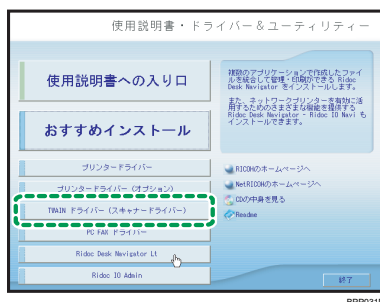 使用説明書・ドライバー&ユーティリティー
使用説明書への入り口
おすすめインストール
プリンタードライバー
プリンタードライバー (オプション)
TWAIN ドライバー (スキャナードライバー)
PC FAX ドライバー
Ridoc Desk Navigator Lt
Ridoc IO Admin
複数のアプリケーションで作成したファイ
ルを統合して管理・印刷ができる Ridoc
Desk Navigator をインストールします。
また、ネットワークプリンターを有効に活
用するためのさまざまな機能を提供する
Ridoc Desk Navigator - Ridoc IO Navi も
インストールできます。
RICOHのホームページへ
NetRICOHのホームページへ
CDの中身を見る
Readme
終了